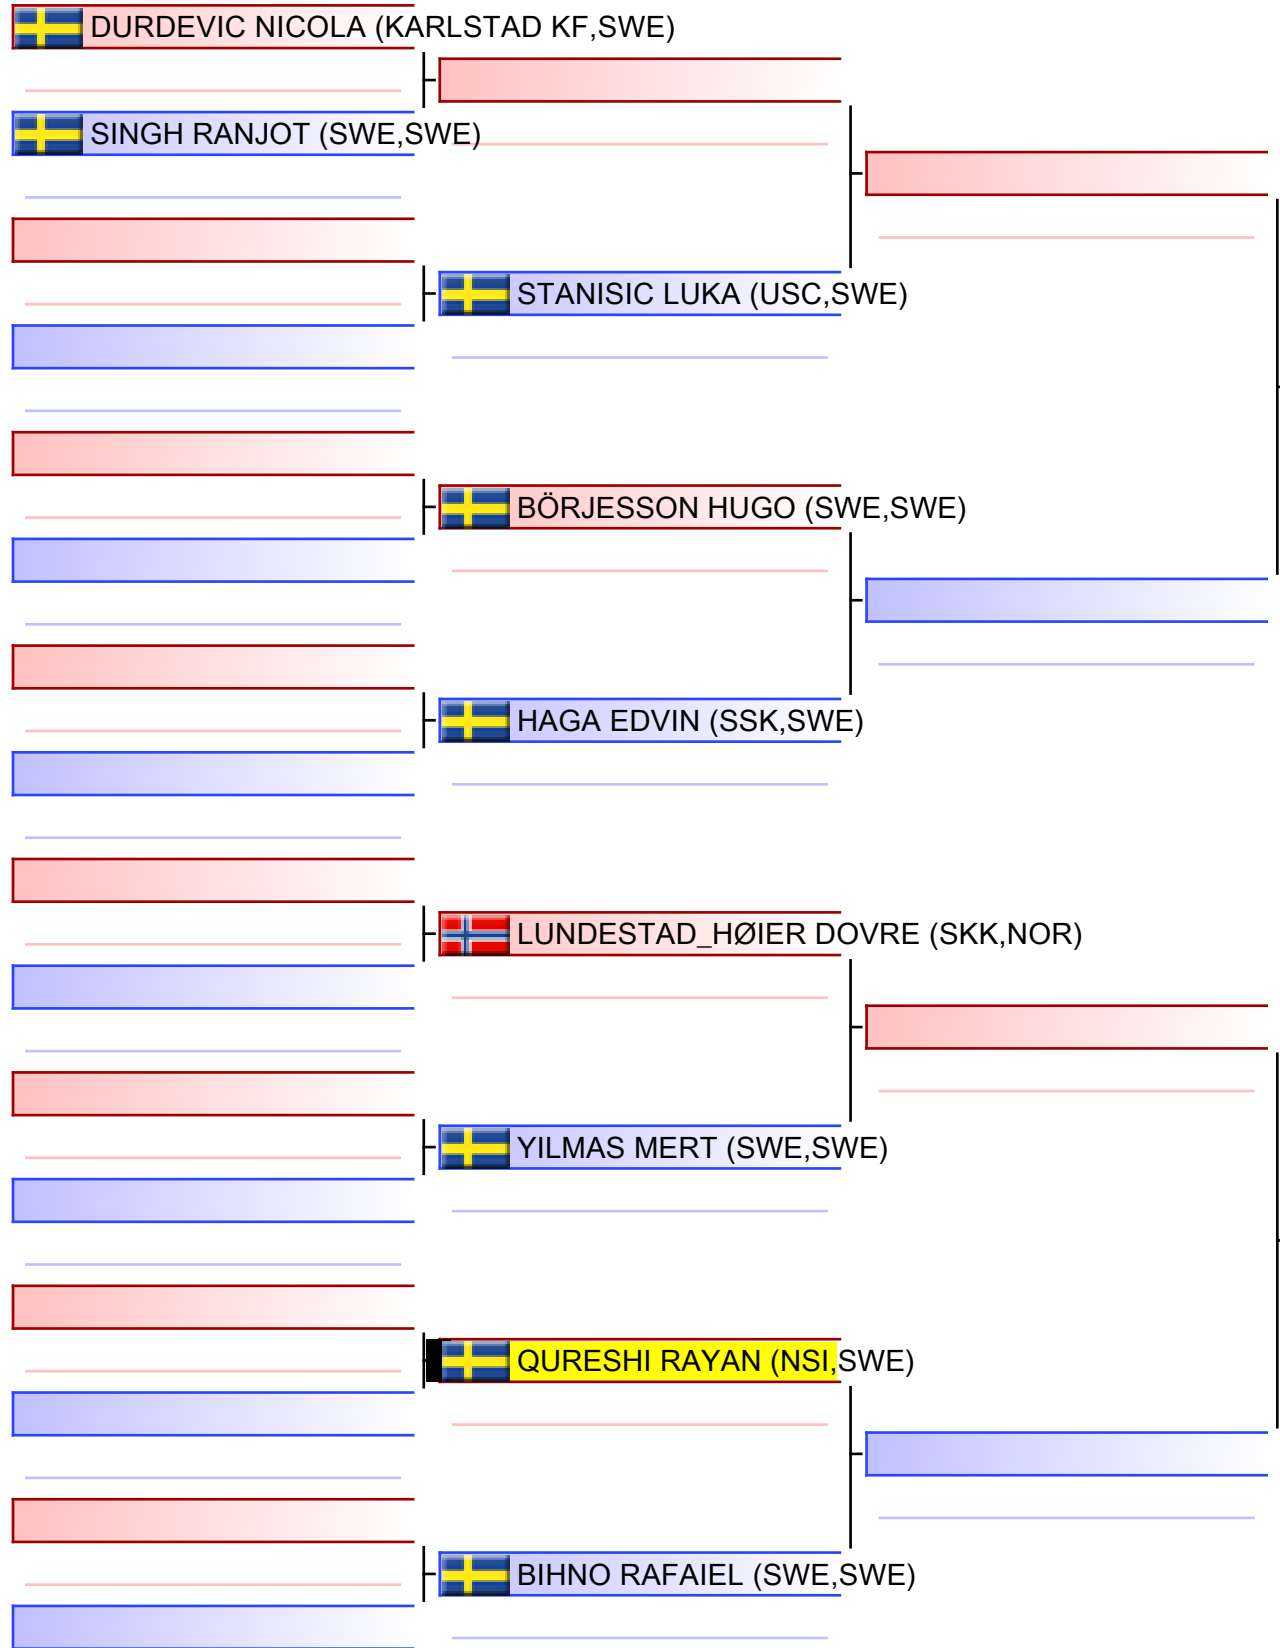 DURDEVIC NICOLA (KARLSTAD KF,SWE)
SINGH RANJOT (SWE,SWE)
STANISIC LUKA (USC,SWE)
BÖRJESSON HUGO (SWE,SWE)
HAGA EDVIN (SSK,SWE)
LUNDESTAD_HØIER DOVRE (SKK,NOR)
YILMAS MERT (SWE,SWE)
QURESHI RAYAN (NSI,SWE)
BIHNO RAFAIEL (SWE,SWE)